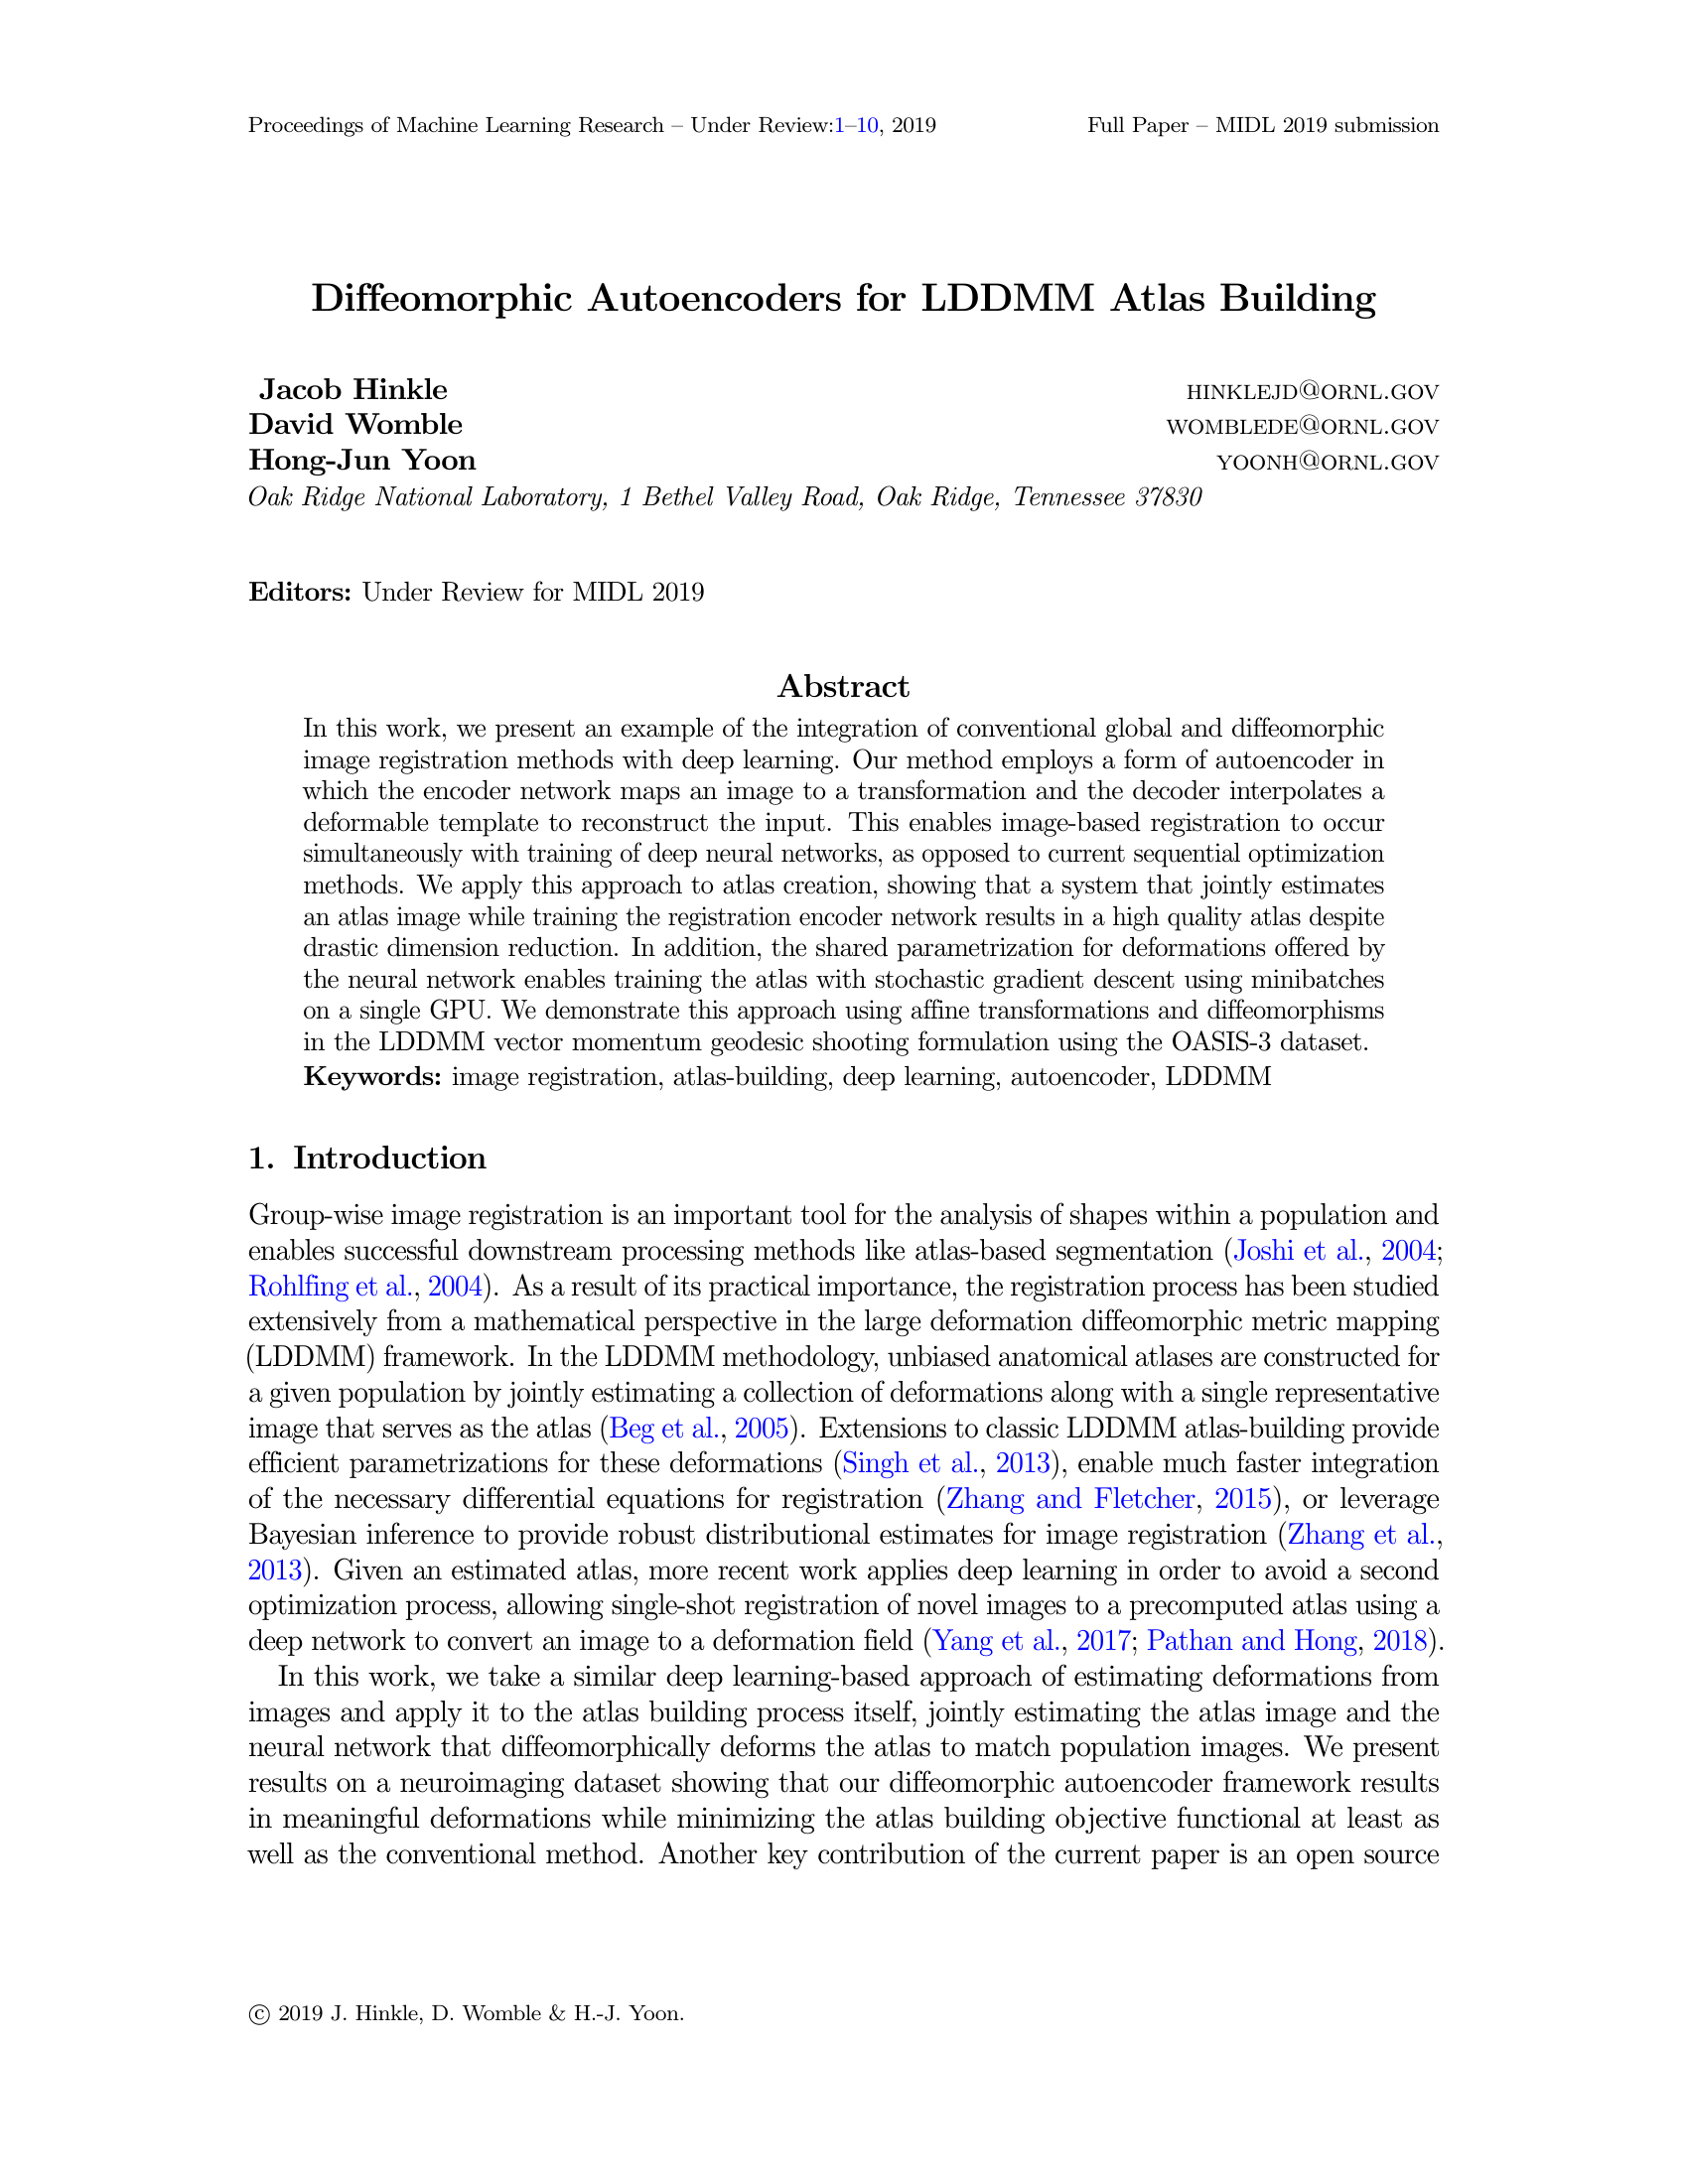 Proceedings of Machine Learning Research – Under Review:1–10, 2019 Full Paper – MIDL 2019 submission
Diffeomorphic Autoencoders for LDDMM Atlas Building
Jacob Hinkle HINKLEJD@ORNL.GOV
David Womble WOMBLEDE@ORNL.GOV
Hong-Jun Yoon YOONH@ORNL.GOV
Oak Ridge National Laboratory, 1 Bethel Valley Road, Oak Ridge, Tennessee 37830
Editors: Under Review for MIDL 2019
Abstract
In this work, we present an example of the integration of conventional global and diffeomorphic
image registration methods with deep learning. Our method employs a form of autoencoder in
which the encoder network maps an image to a transformation and the decoder interpolates a
deformable template to reconstruct the input. This enables image-based registration to occur
simultaneously with training of deep neural networks, as opposed to current sequential optimization
methods. We apply this approach to atlas creation, showing that a system that jointly estimates
an atlas image while training the registration encoder network results in a high quality atlas despite
drastic dimension reduction. In addition, the shared parametrization for deformations offered by
the neural network enables training the atlas with stochastic gradient descent using minibatches
on a single GPU. We demonstrate this approach using affine transformations and diffeomorphisms
in the LDDMM vector momentum geodesic shooting formulation using the OASIS-3 dataset.
Keywords: image registration, atlas-building, deep learning, autoencoder, LDDMM
1. Introduction
Group-wise image registration is an important tool for the analysis of shapes within a population and
enables successful downstream processing methods like atlas-based segmentation (Joshi et al., 2004;
Rohlfing et al., 2004). As a result of its practical importance, the registration process has been studied
extensively from a mathematical perspective in the large deformation diffeomorphic metric mapping
(LDDMM) framework. In the LDDMM methodology, unbiased anatomical atlases are constructed for
a given population by jointly estimating a collection of deformations along with a single representative
image that serves as the atlas (Beg et al., 2005). Extensions to classic LDDMM atlas-building provide
efficient parametrizations for these deformations (Singh et al., 2013), enable much faster integration
of the necessary differential equations for registration (Zhang and Fletcher, 2015), or leverage
Bayesian inference to provide robust distributional estimates for image registration (Zhang et al.,
2013). Given an estimated atlas, more recent work applies deep learning in order to avoid a second
optimization process, allowing single-shot registration of novel images to a precomputed atlas using a
deep network to convert an image to a deformation field (Yang et al., 2017; Pathan and Hong, 2018).
In this work, we take a similar deep learning-based approach of estimating deformations from
images and apply it to the atlas building process itself, jointly estimating the atlas image and the
neural network that diffeomorphically deforms the atlas to match population images. We present
results on a neuroimaging dataset showing that our diffeomorphic autoencoder framework results
in meaningful deformations while minimizing the atlas building objective functional at least as
well as the conventional method. Another key contribution of the current paper is an open source
© 2019 J. Hinkle, D. Womble & H.-J. Yoon.